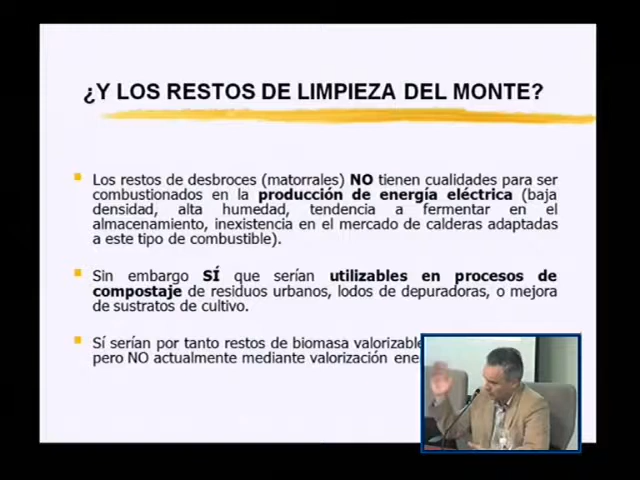 ¿Y LOS RESTOS DE LIMPIEZA DEL MONTE?
Los restos de desbroces (matorrales) NO tienen cualidades para ser
combustionados en la producción de energía eléctrica (baja
densidad, alta humedad, tendencia a fermentar en el
almacenamiento, inexistencia en el mercado de calderas adaptadas
a este tipo de combustible).
Sin embargo SÍ que serían utilizables en procesos de
compostaje de residuos urbanos, lodos de depuradoras, o mejora
de sustratos de cultivo.
Sí serían por tanto restos de biomasa
pero NO actualmente mediante valorización